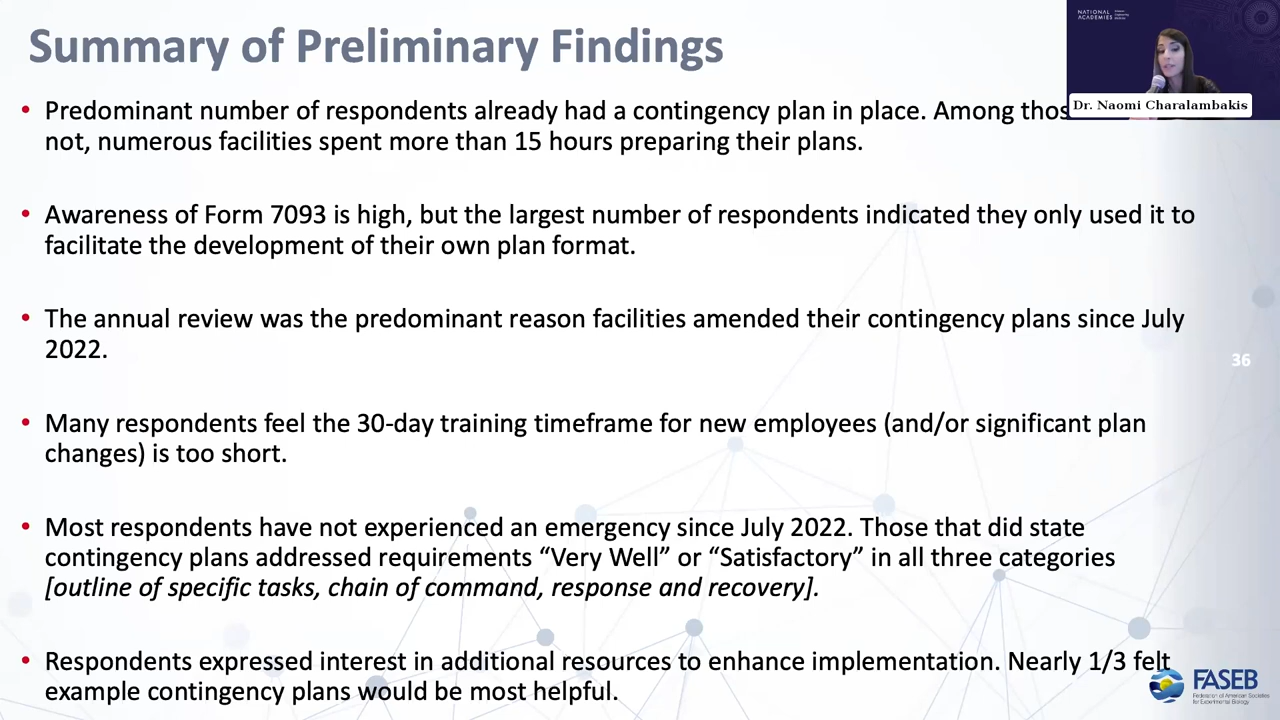 Summary of Preliminary Findings
NATIONAL
ACADEMIES
Sciences
Engineering
Medicine
Dr. Naomi Charalambakis
• Predominant number of respondents already had a contingency plan in place. Among thos
not, numerous facilities spent more than 15 hours preparing their plans.
• Awareness of Form 7093 is high, but the largest number of respondents indicated they only used it to
facilitate the development of their own plan format.
• The annual review was the predominant reason facilities amended their contingency plans since July
2022.
36
• Many respondents feel the 30-day training timeframe for new employees (and/or significant plan
changes) is too short.
• Most respondents have not experienced an emergency since July 2022. Those that did state
contingency plans addressed requirements “Very Well” or “Satisfactory” in all three categories
[outline of specific tasks, chain of command, response and recovery].
• Respondents expressed interest in additional resources to enhance implementation. Nearly 1/3 felt
example contingency plans would be most helpful.
FASEB
Federation of American Societies
for Experimental Biology